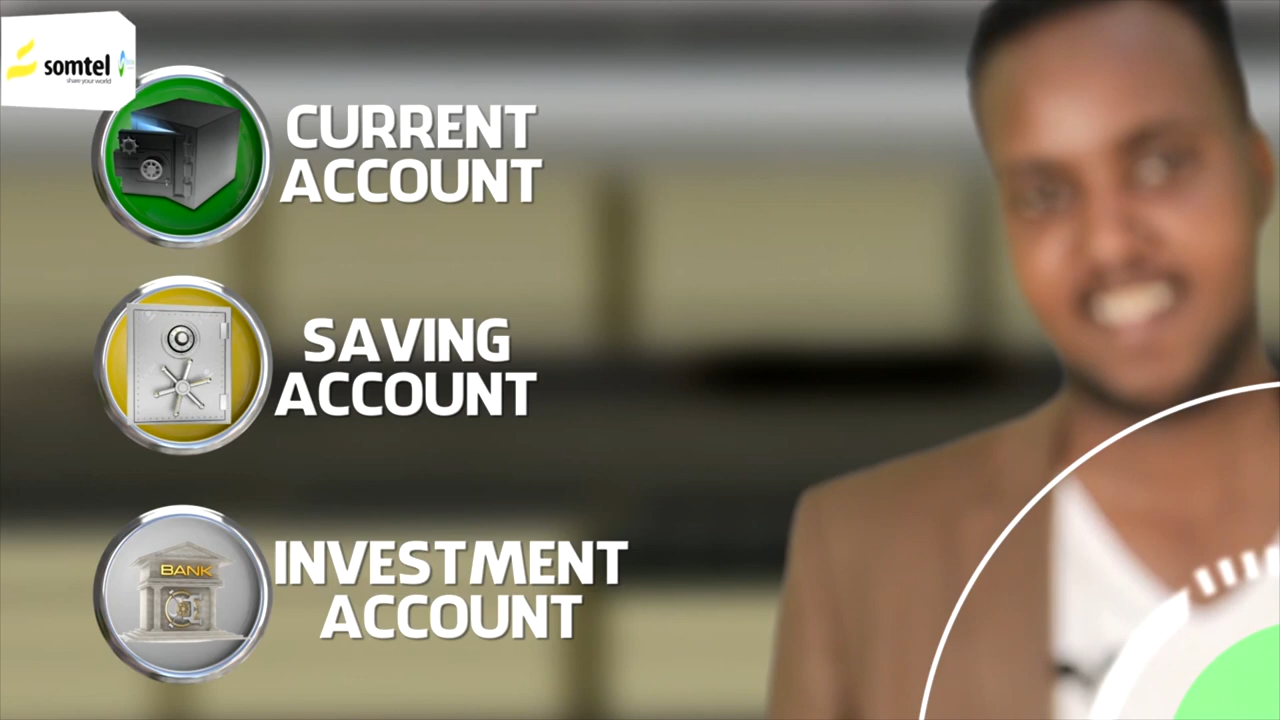 somtel
share your world
CURRENT
ACCOUNT
SAVING
ACCOUNT
BANK
INVESTMENT
ACCOUNT